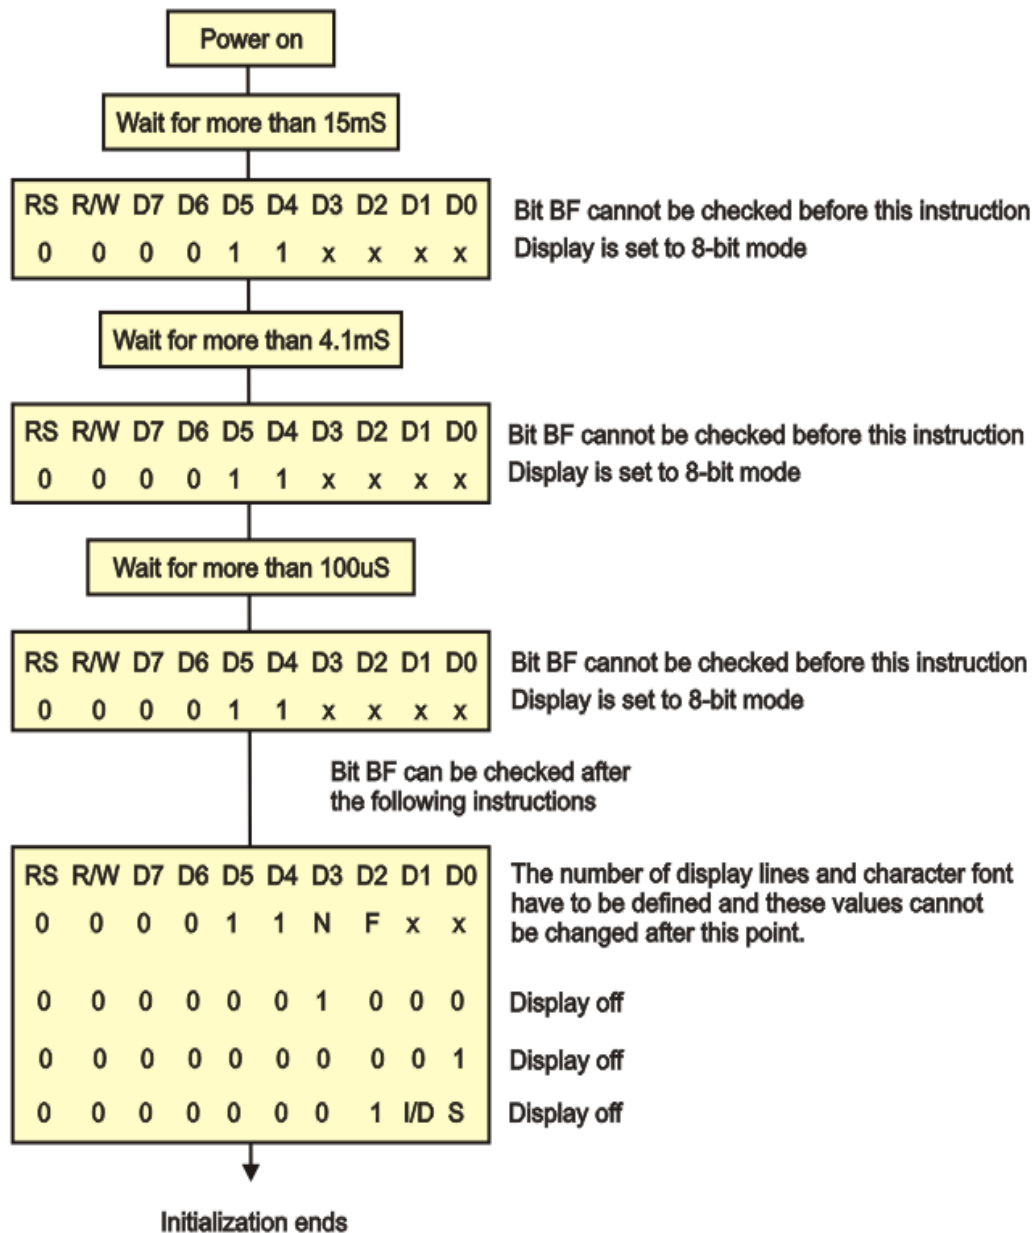 Power on
Wait for more than 15mS
RS R/W D7 D6 D5 D4 D3 D2 D1 D0
0 0 0 0 1 1 x x x x
Bit BF cannot be checked before this instruction
Display is set to 8-bit mode
Wait for more than 4.1mS
RS R/W D7 D6 D5 D4 D3 D2 D1 D0
0 0 0 0 1 1 x x x x
Bit BF cannot be checked before this instruction
Display is set to 8-bit mode
Wait for more than 100uS
RS R/W D7 D6 D5 D4 D3 D2 D1 D0
0 0 0 0 1 1 x x x x
Bit BF cannot be checked before this instruction
Display is set to 8-bit mode
Bit BF can be checked after
the following instructions
RS R/W D7 D6 D5 D4 D3 D2 D1 D0
0 0 0 0 1 1 N F x x
The number of display lines and character font
have to be defined and these values cannot
be changed after this point.
0 0 0 0 0 0 1 0 0 0
Display off
0 0 0 0 0 0 0 0 0 1
Display off
0 0 0 0 0 0 0 1 I/D S
Display off
Initialization ends